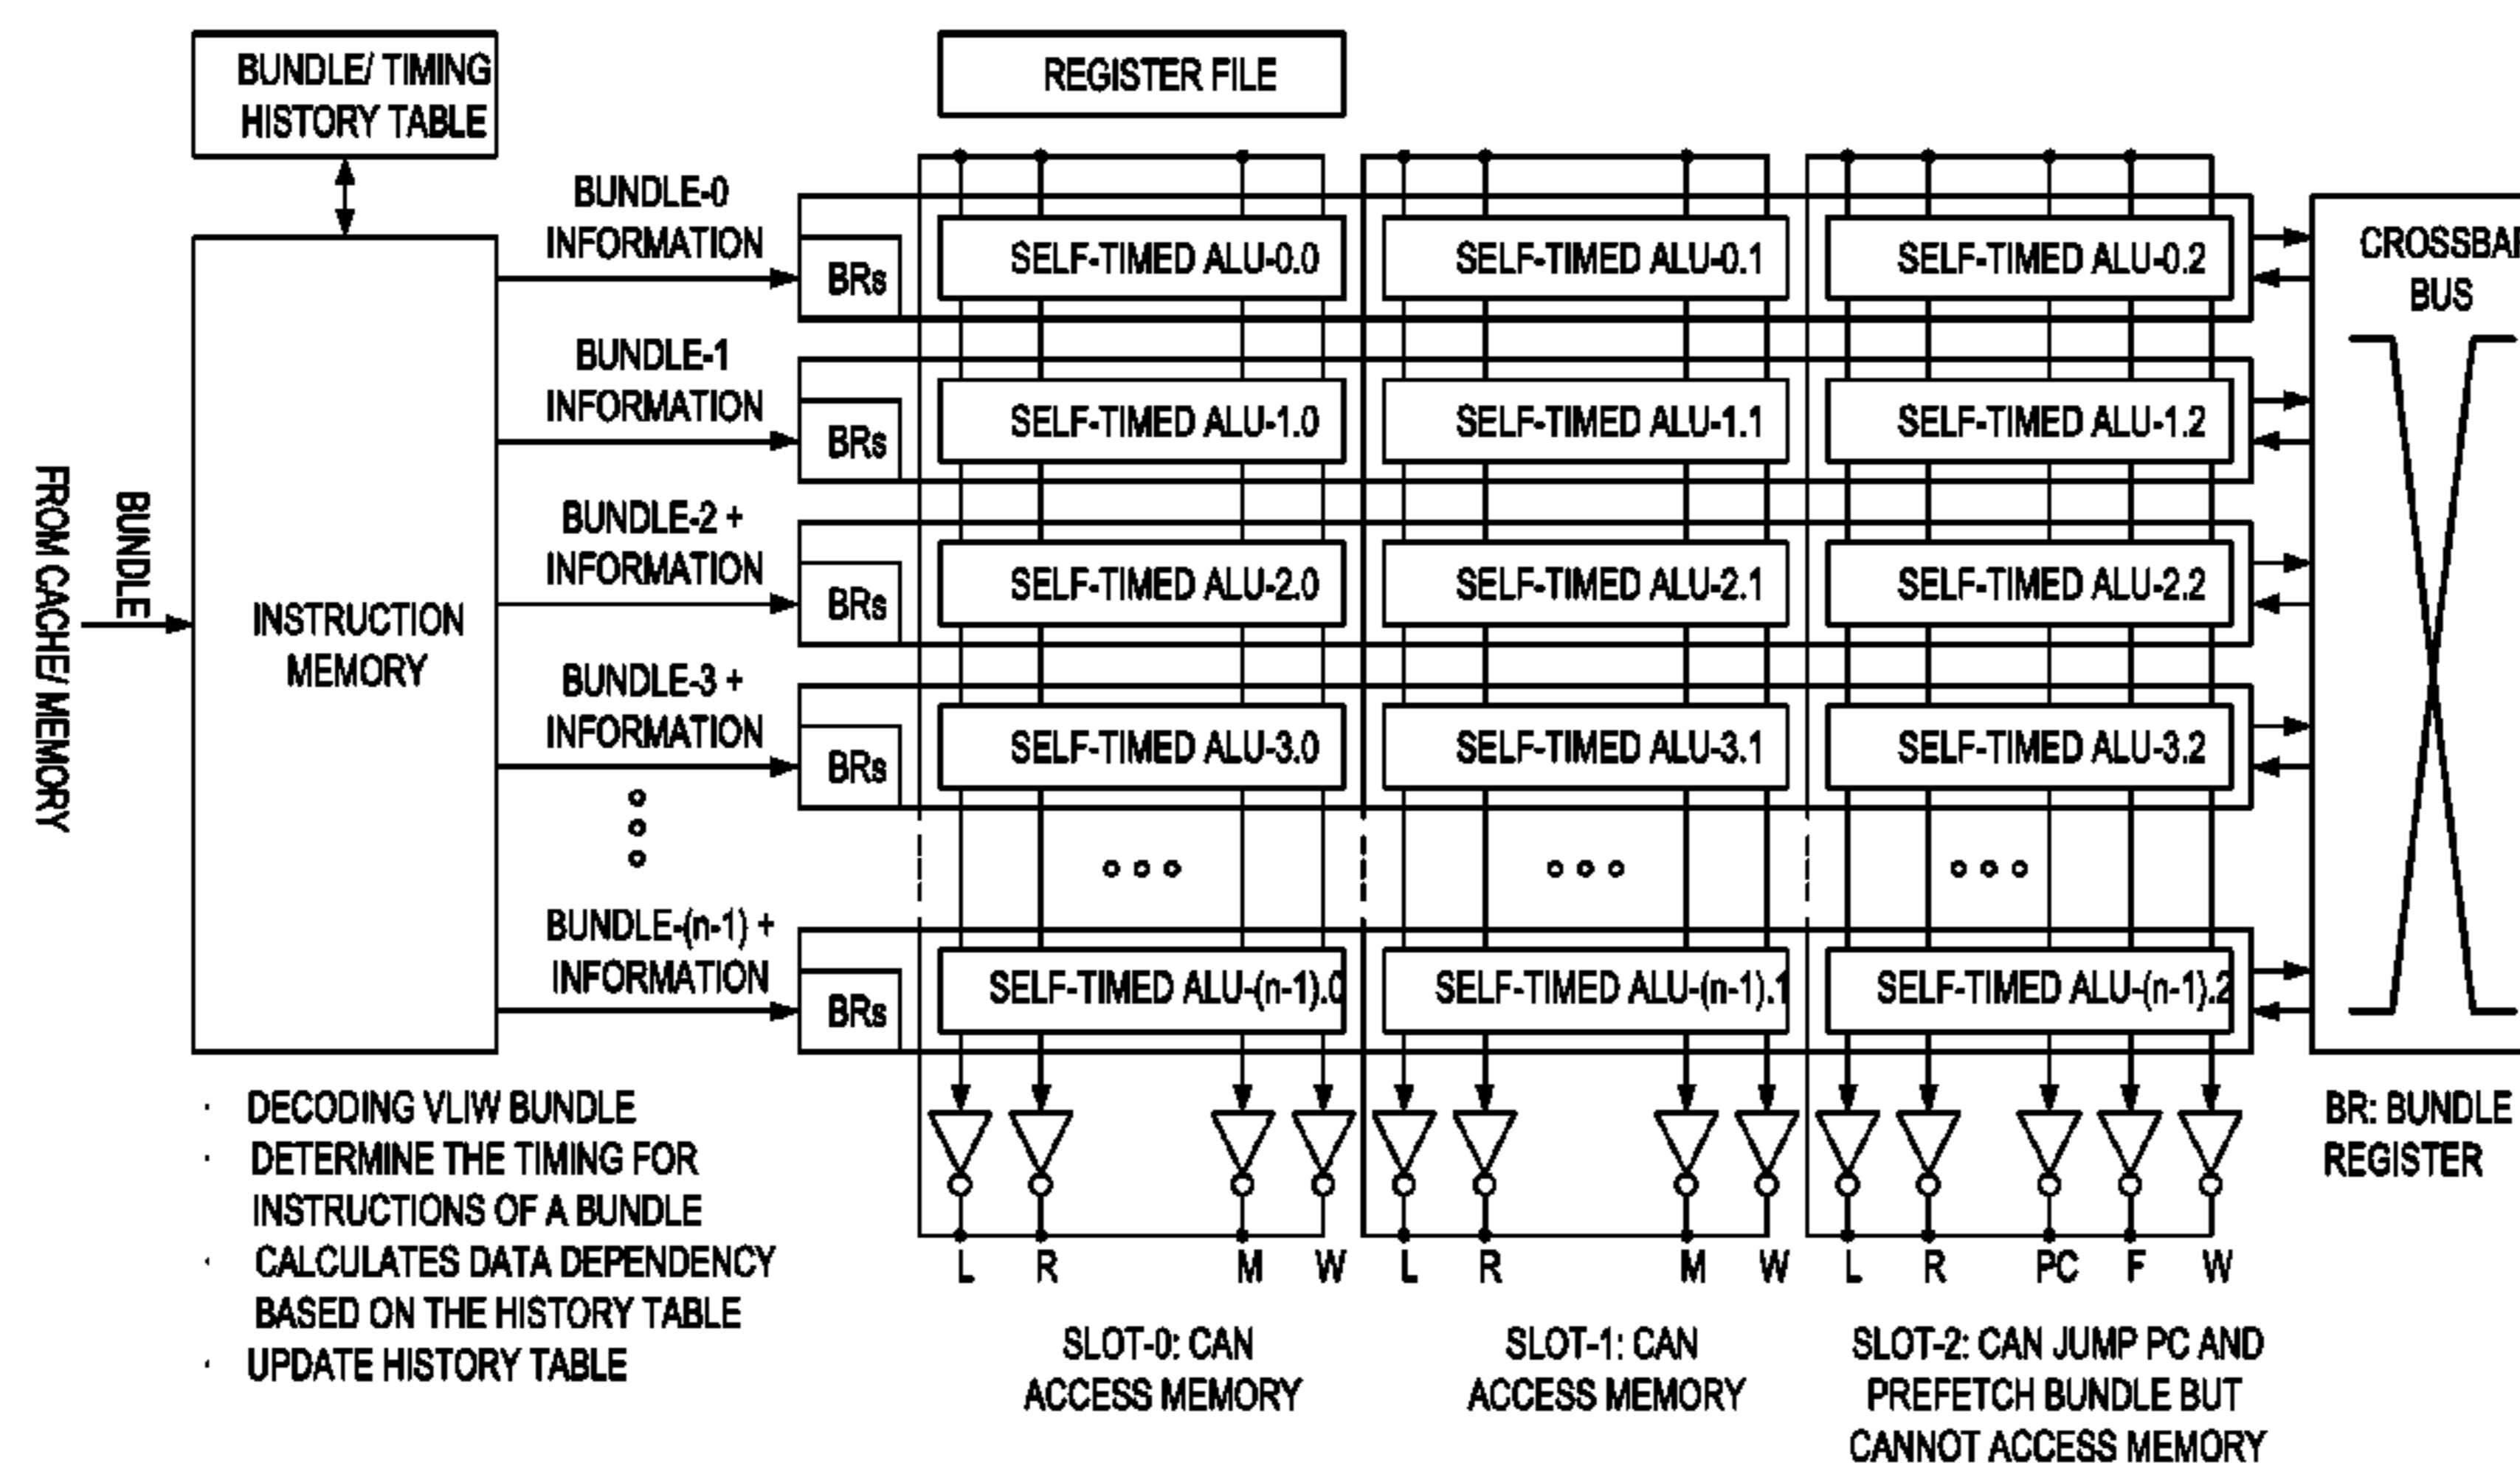 BUNDLE/ TIMING
HISTORY TABLE
REGISTER FILE
FROM CACHE/ MEMORY
BUNDLE
INSTRUCTION
MEMORY
BUNDLE-0
INFORMATION
BRs
SELF-TIMED ALU-0.0
SELF-TIMED ALU-0.1
SELF-TIMED ALU-0.2
BUNDLE-1
INFORMATION
BRs
SELF-TIMED ALU-1.0
SELF-TIMED ALU-1.1
SELF-TIMED ALU-1.2
BUNDLE-2 +
INFORMATION
BRs
SELF-TIMED ALU-2.0
SELF-TIMED ALU-2.1
SELF-TIMED ALU-2.2
BUNDLE-3 +
INFORMATION
BRs
SELF-TIMED ALU-3.0
SELF-TIMED ALU-3.1
SELF-TIMED ALU-3.2
BUNDLE-(n-1) +
INFORMATION
BRs
SELF-TIMED ALU-(n-1).0
SELF-TIMED ALU-(n-1).1
SELF-TIMED ALU-(n-1).2
BUS
BR: BUNDLE
REGISTER
· DECODING VLIW BUNDLE
· DETERMINE THE TIMING FOR
INSTRUCTIONS OF A BUNDLE
· CALCULATES DATA DEPENDENCY
BASED ON THE HISTORY TABLE
· UPDATE HISTORY TABLE
L R M W L R M W L R PC F W
SLOT-0: CAN
ACCESS MEMORY
SLOT-1: CAN
ACCESS MEMORY
SLOT-2: CAN JUMP PC AND
PREFETCH BUNDLE BUT
CANNOT ACCESS MEMORY